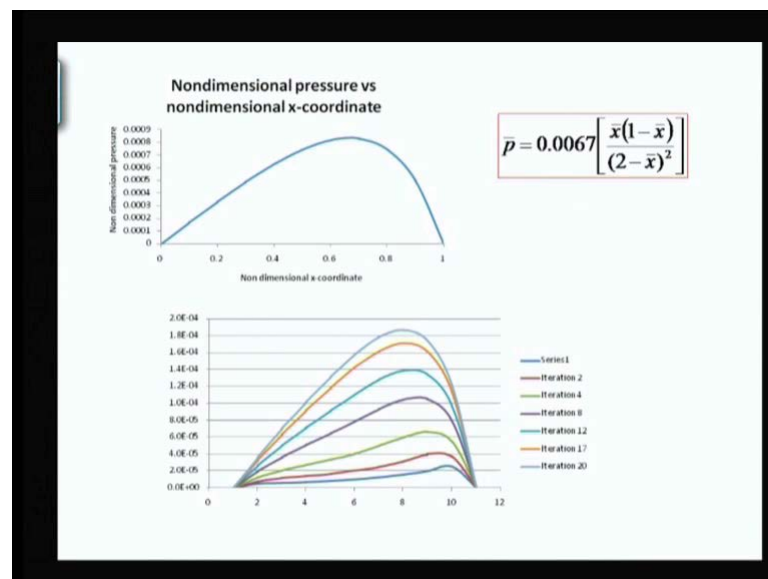 Nondimensional pressure vs
nondimensional x-coordinate
p̅ = 0.0067[x̅(1−x̅)/(2−x̅)²]
Non dimensional pressure
0.0009
0.0008
0.0007
0.0006
0.0005
0.0004
0.0003
0.0002
0.0001
0
0 0.2 0.4 0.6 0.8 1
Non dimensional x-coordinate
2.0E-04
1.8E-04
1.6E-04
1.4E-04
1.2E-04
1.0E-04
8.0E-05
6.0E-05
4.0E-05
2.0E-05
0.0E+00
0 2 4 6 8 10 12
Series1
Iteration 2
Iteration 4
Iteration 8
Iteration 12
Iteration 17
Iteration 20